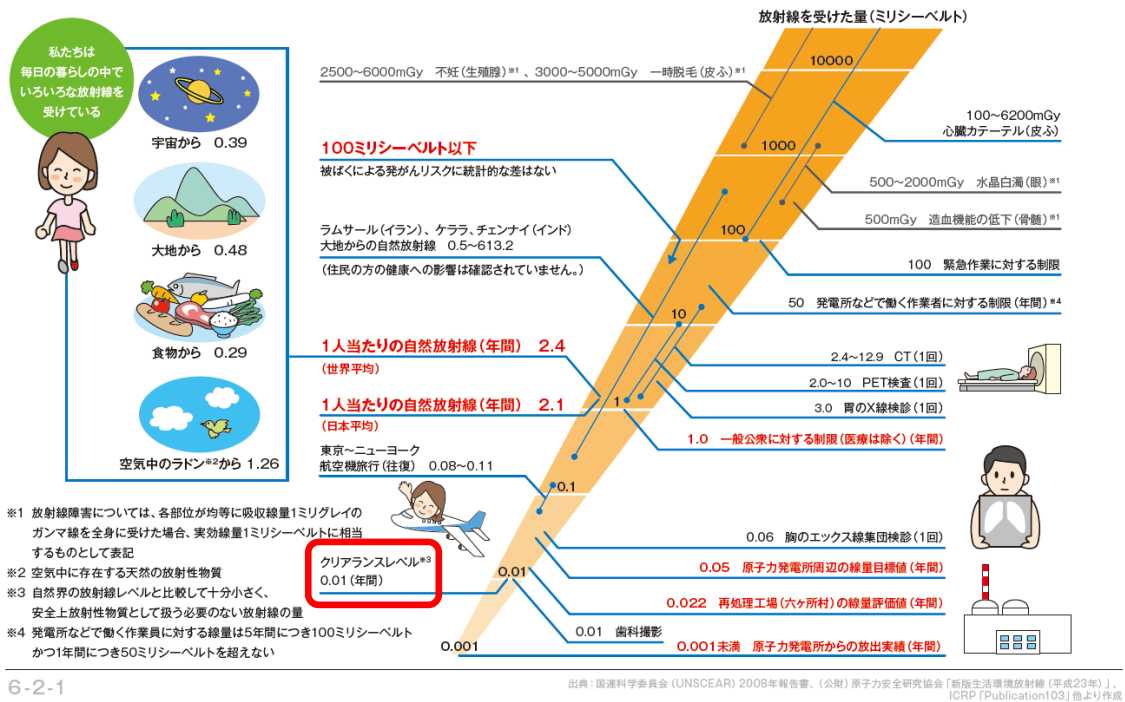 放射線を受けた量(ミリシーベルト)
私たちは
毎日の暮らしの中で
いろいろな放射線を
受けている
宇宙から 0.39
大地から 0.48
食物から 0.29
空気中のラドン※2から 1.26
2500〜6000mGy 不妊(生殖腺)※1 、3000〜5000mGy 一時脱毛(皮ふ)※1
100ミリシーベルト以下
被ばくによる発がんリスクに統計的な差はない
ラムサール(イラン)、ケララ、チェンナイ(インド)
大地からの自然放射線 0.5〜613.2
(住民の方の健康への影響は確認されていません。)
1人当たりの自然放射線(年間) 2.4
(世界平均)
1人当たりの自然放射線(年間) 2.1
(日本平均)
東京〜ニューヨーク
航空機旅行(往復) 0.08〜0.11
クリアランスレベル※3
0.01(年間)
10000
1000
100
10
1
0.1
0.01
0.001
100〜6200mGy
心臓カテーテル(皮ふ)
500〜2000mGy 水晶白濁(眼)※1
500mGy 造血機能の低下(骨髄)※1
100 緊急作業に対する制限
50 発電所などで働く作業者に対する制限(年間)※4
2.4〜12.9 CT(1回)
2.0〜10 PET検査(1回)
3.0 胃のX線検診(1回)
1.0 一般公衆に対する制限(医療は除く)(年間)
0.06 胸のエックス線集団検診(1回)
0.05 原子力発電所周辺の線量目標値(年間)
0.022 再処理工場(六ヶ所村)の線量評価値(年間)
0.01 歯科撮影
0.001未満 原子力発電所からの放出実績(年間)
※1 放射線障害については、各部位が均等に吸収線量1ミリグレイの
ガンマ線を全身に受けた場合、実効線量1ミリシーベルトに相当
するものとして表記
※2 空気中に存在する天然の放射性物質
※3 自然界の放射線レベルと比較して十分小さく、
安全上放射性物質として扱う必要のない放射線の量
※4 発電所などで働く作業員に対する線量は5年間につき100ミリシーベルト
かつ1年間につき50ミリシーベルトを超えない
6-2-1
出典:国連科学委員会(UNSCEAR)2008年報告書、(公財)原子力安全研究協会「新版生活環境放射線(平成23年)」、
ICRP「Publication103」他より作成